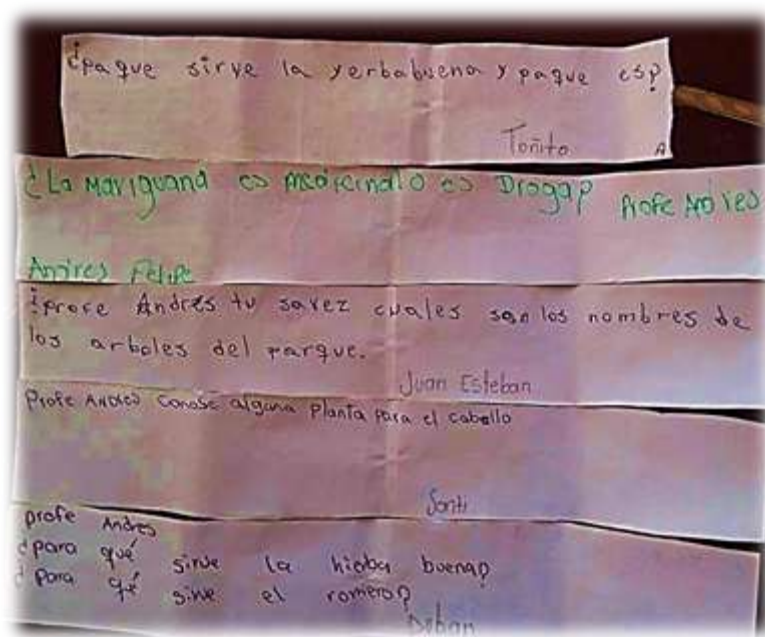 ¿paque sirve la yerbabuena y paque es?
Toñito
A
¿La Mariguana es medicinal o es Droga? Profe Andres
Andres Felipe
¿profe Andrés tu savez cuales son los nombres de
los arboles del parque.
Juan Esteban
Profe Andres conose alguna planta para el cabello
Santi
profe Andres
¿para qué sirve la hierba buena?
¿Para qé sirve el romero?